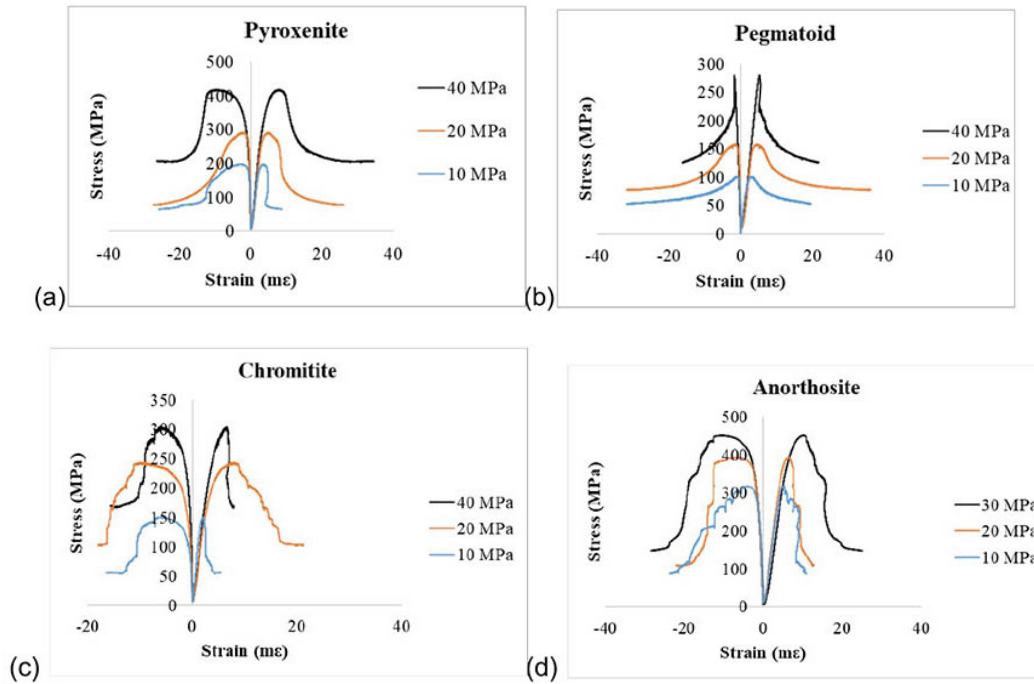 Pyroxenite
Stress (MPa)
500
400
300
200
100
0
-40
-20
0
20
40
Strain (mε)
40 MPa
20 MPa
10 MPa
(a)
Pegmatoid
Stress (MPa)
300
250
200
150
100
50
0
-40
-20
0
20
40
Strain (mε)
40 MPa
20 MPa
10 MPa
(b)
Chromitite
Stress (MPa)
350
300
250
200
150
100
50
0
-20
0
20
40
Strain (mε)
40 MPa
20 MPa
10 MPa
(c)
Anorthosite
Stress (MPa)
500
400
300
200
100
0
-40
-20
0
20
40
Strain (mε)
30 MPa
20 MPa
10 MPa
(d)